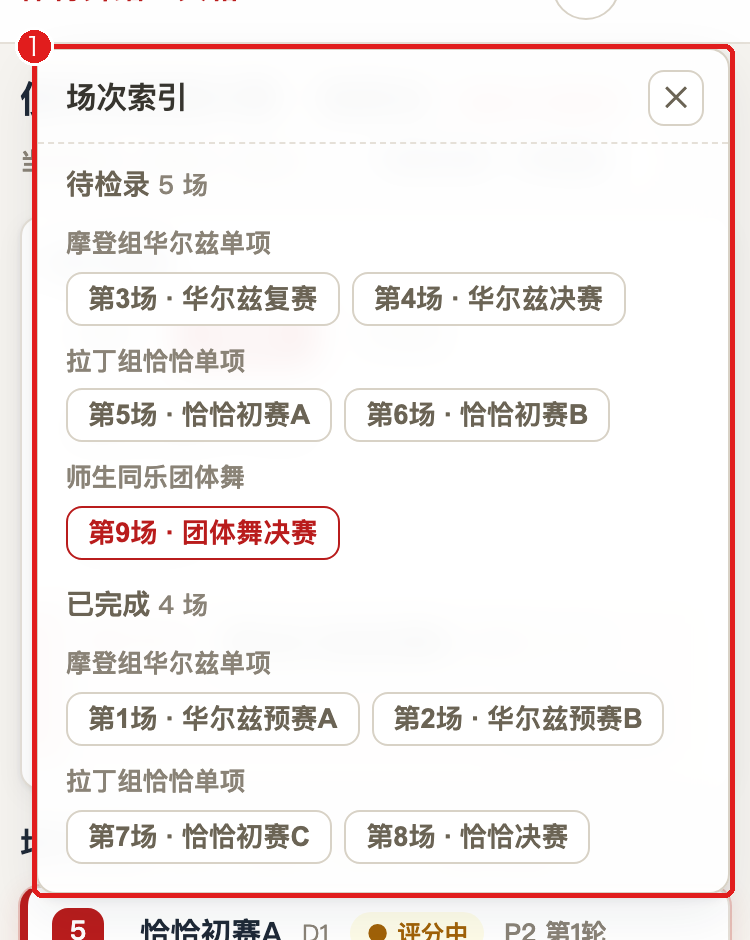 1
场次索引
待检录 5 场
摩登组华尔兹单项
第3场 · 华尔兹复赛 第4场 · 华尔兹决赛
拉丁组恰恰单项
第5场 · 恰恰初赛A 第6场 · 恰恰初赛B
师生同乐团体舞
第9场 · 团体舞决赛
已完成 4 场
摩登组华尔兹单项
第1场 · 华尔兹预赛A 第2场 · 华尔兹预赛B
拉丁组恰恰单项
第7场 · 恰恰初赛C 第8场 · 恰恰决赛
5 恰恰初赛A D1 评分中 P2 第1轮